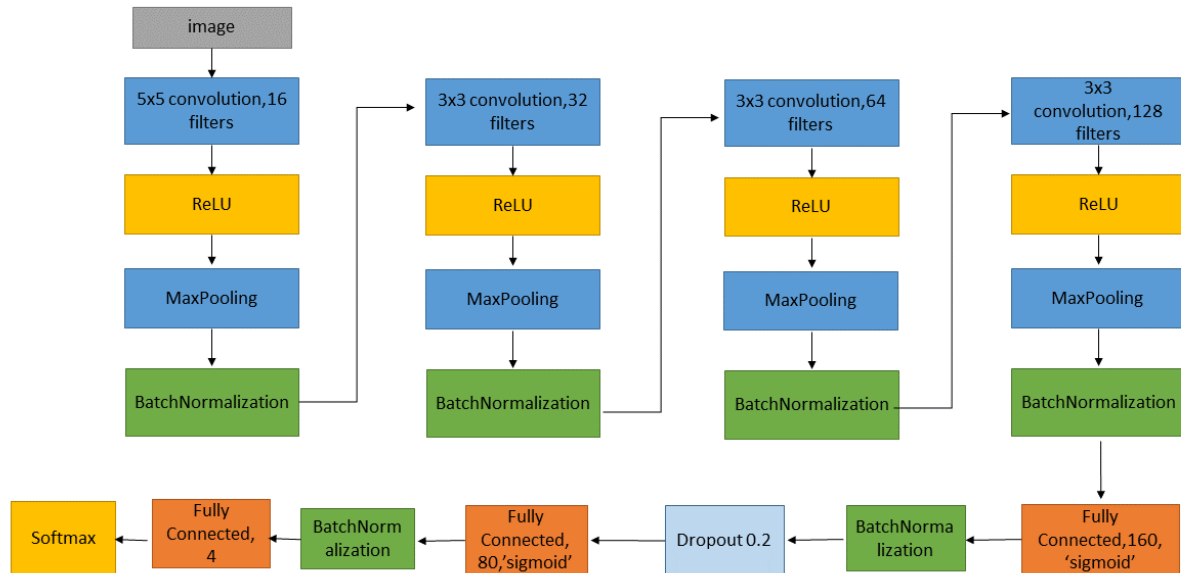 image
5x5 convolution,16
filters
ReLU
MaxPooling
BatchNormalization
3x3 convolution,32
filters
ReLU
MaxPooling
BatchNormalization
3x3 convolution,64
filters
ReLU
MaxPooling
BatchNormalization
3x3
convolution,128
filters
ReLU
MaxPooling
BatchNormalization
Fully
Connected,160,
‘sigmoid’
BatchNorma
lization
Dropout 0.2
Fully
Connected,
80,’sigmoid’
BatchNorm
alization
Fully
Connected,
4
Softmax